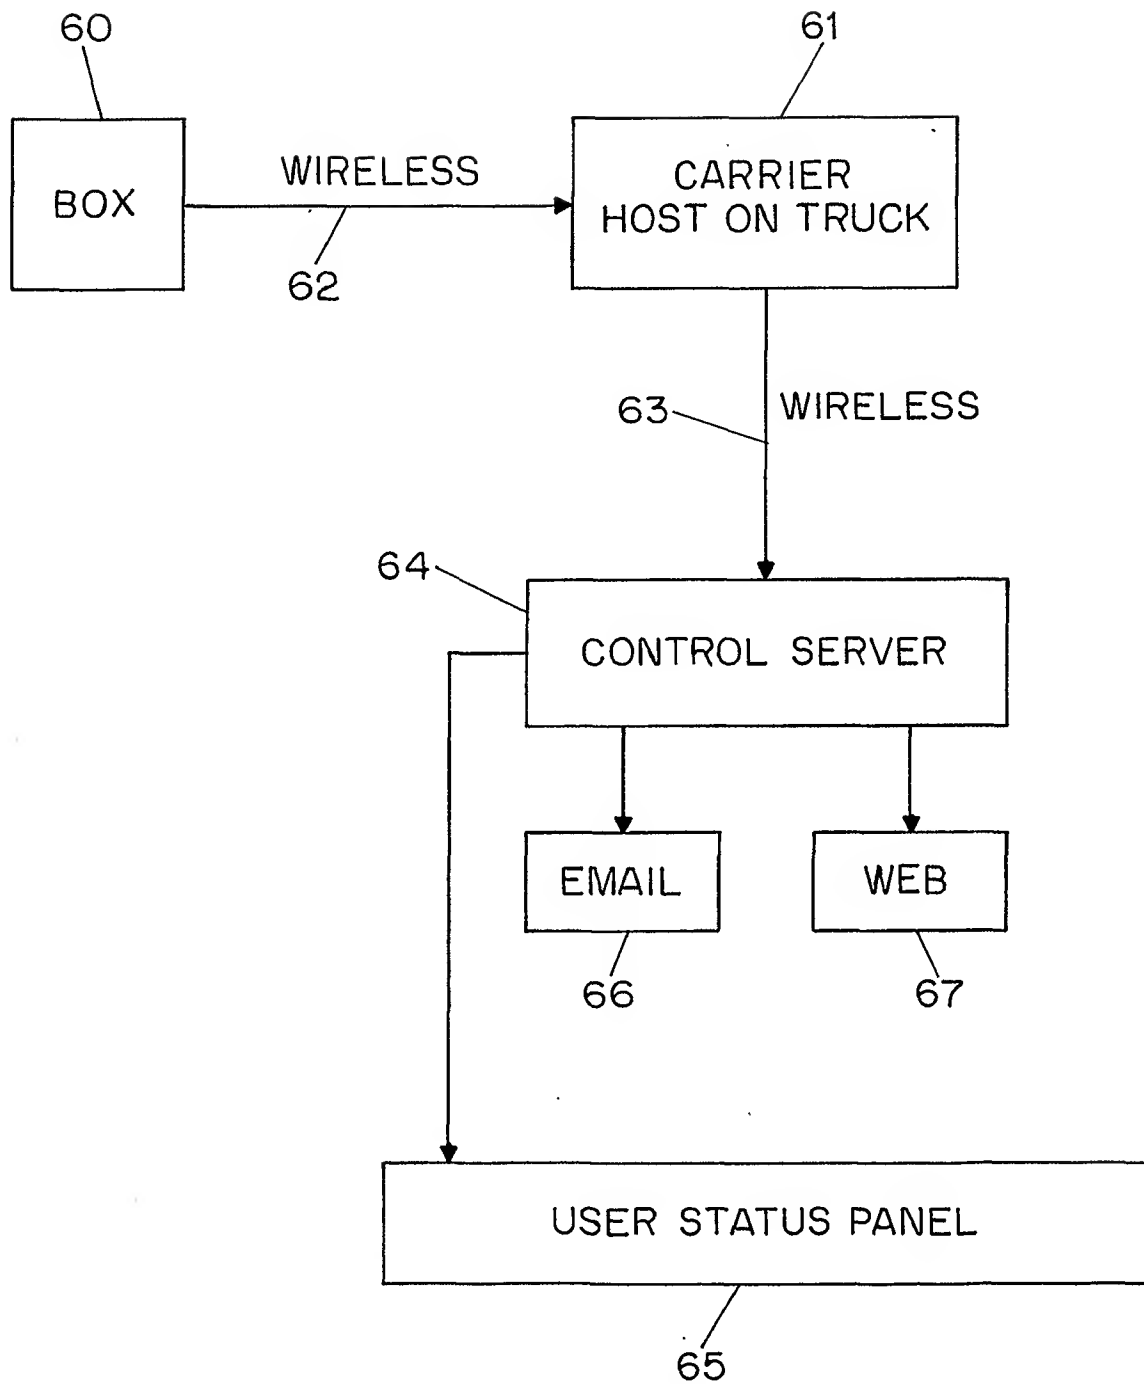 60
61
BOX
WIRELESS
62
CARRIER
HOST ON TRUCK
63
WIRELESS
64
CONTROL SERVER
EMAIL
WEB
66
67
USER STATUS PANEL
65